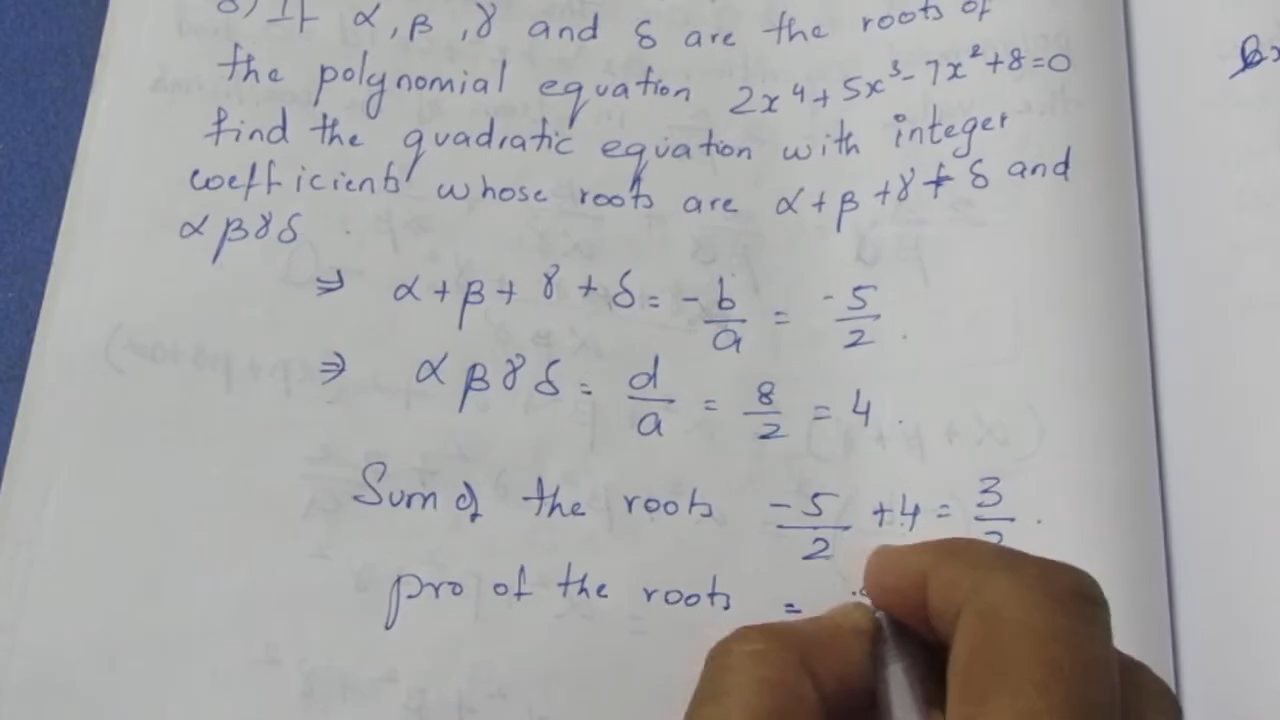 If α, β, γ and δ are the roots of
the polynomial equation 2x⁴ + 5x³ - 7x² + 8 = 0
find the quadratic equation with integer
coefficients whose roots are α + β + γ + δ and
αβγδ
⇒ α + β + γ + δ = -b/a = -5/2.
⇒ αβγδ = d/a = 8/2 = 4.
Sum of the roots -5/2 + 4 = 3/2.
pro of the roots =